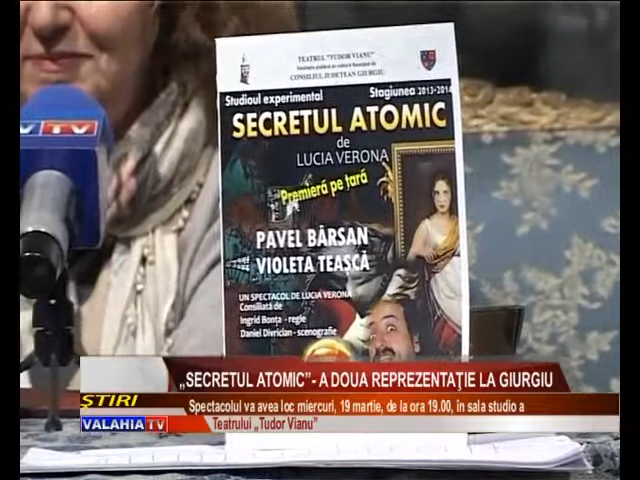 TEATRUL "TUDOR VIANU"
CONSILIUL JUDEȚEAN GIURGIU
Studioul experimental
Stagiunea 2013-2014
SECRETUL ATOMIC
de
LUCIA VERONA
Premieră pe țară
PAVEL BÂRSAN
VIOLETA TEAȘCĂ
UN SPECTACOL DE LUCIA VERONA
Consiliată de
Ingrid Bonța - regie
Daniel Divrician - scenografie
VTV
„SECRETUL ATOMIC”- A DOUA REPREZENTAŢIE LA GIURGIU
ŞTIRI
Spectacolul va avea loc miercuri, 19 martie, de la ora 19.00, în sala studio a
VALAHIA TV
Teatrului „Tudor Vianu”